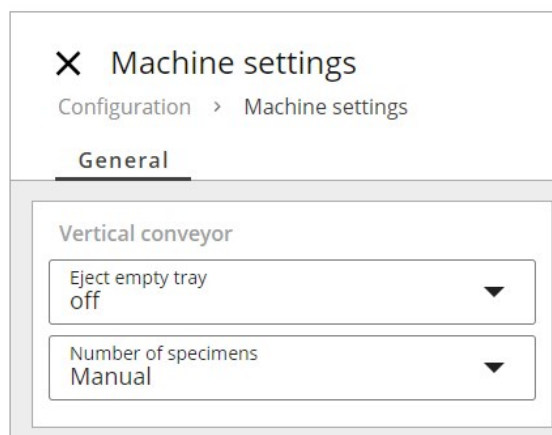 Machine settings
Configuration > Machine settings
General
Vertical conveyor
Eject empty tray
off
Number of specimens
Manual